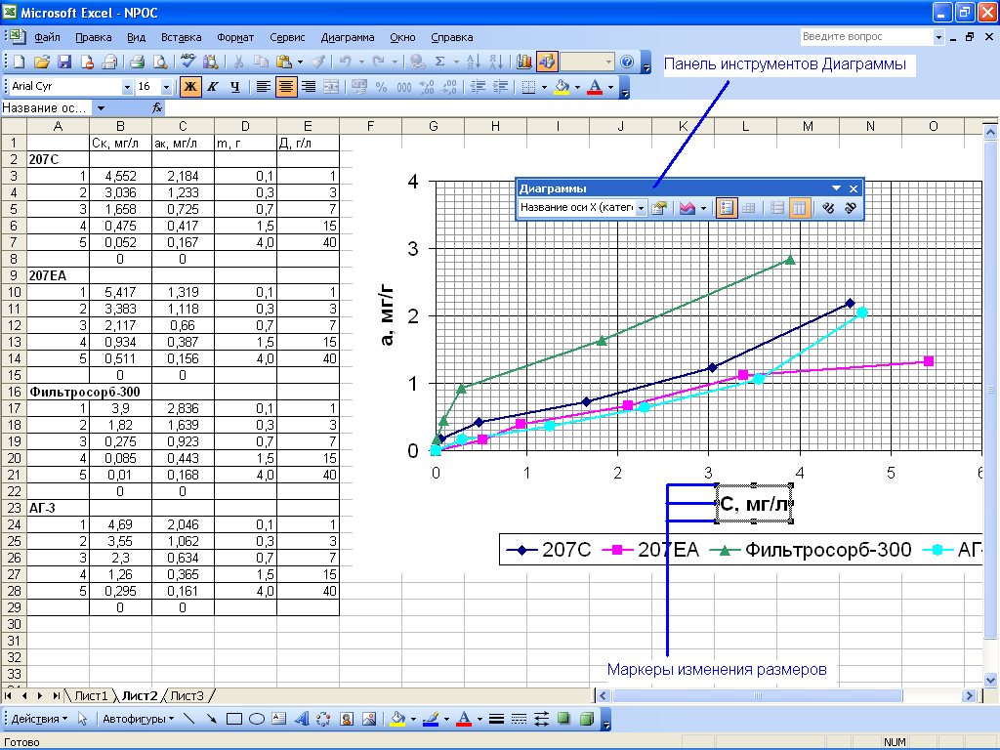 Microsoft Excel - NPOC
Файл Правка Вид Вставка Формат Сервис Диаграмма Окно Справка Введите вопрос
Панель инструментов Диаграммы
Arial Cyr 16 Ж К Ч
Название ос... fx
A B C D E F G H I J K L M N O
1 Cк, мг/л aк, мг/л m, г Д, г/л
2 207C
3 1 4,552 2,184 0,1 1
4 2 3,036 1,233 0,3 3
5 3 1,658 0,725 0,7 7
6 4 0,475 0,417 1,5 15
7 5 0,052 0,167 4,0 40
8 0 0
9 207EA
10 1 5,417 1,319 0,1 1
11 2 3,383 1,118 0,3 3
12 3 2,117 0,66 0,7 7
13 4 0,934 0,387 1,5 15
14 5 0,511 0,156 4,0 40
15 0 0
16 Фильтросорб-300
17 1 3,9 2,836 0,1 1
18 2 1,82 1,639 0,3 3
19 3 0,275 0,923 0,7 7
20 4 0,085 0,443 1,5 15
21 5 0,01 0,168 4,0 40
22 0 0
23 АГ-3
24 1 4,69 2,046 0,1 1
25 2 3,55 1,062 0,3 3
26 3 2,3 0,634 0,7 7
27 4 1,26 0,365 1,5 15
28 5 0,295 0,161 4,0 40
29 0 0
30
31
32
33
Диаграммы
Название оси X (катего
4
3
2
1
0
а, мг/г
0 1 2 3 4 5 6
С, мг/л
207C 207EA Фильтросорб-300 АГ-
Маркеры изменения размеров
Лист1 Лист2 Лист3
Действия Автофигуры
Готово NUM